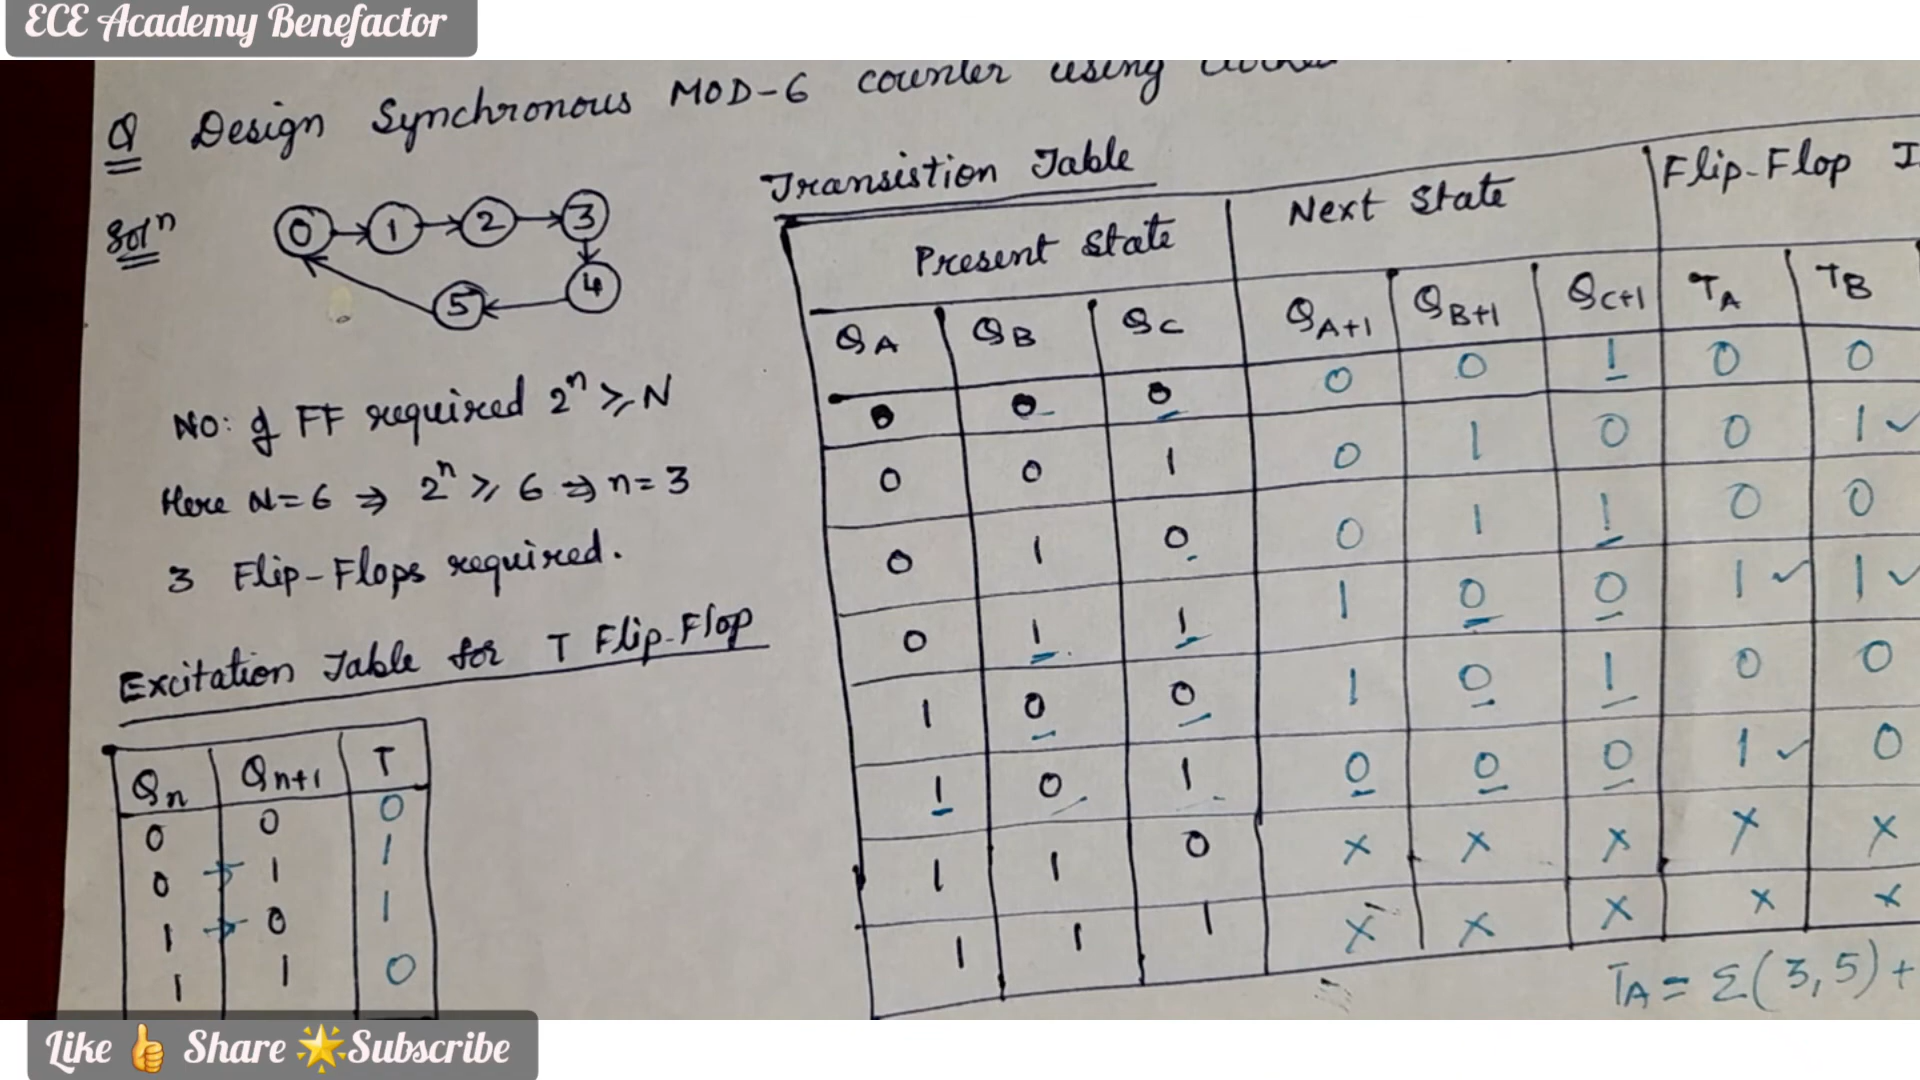 ECE Academy Benefactor
Q Design Synchronous MOD-6 counter using
Solⁿ
0 1 2 3
5 4
NO: of FF required 2ⁿ ≥ N
Here N=6 ⇒ 2ⁿ ≥ 6 ⇒ n=3
3 Flip-Flops required.
Excitation Table for T Flip-Flop
Qn Qn+1 T
0 0 0
0 → 1 1
1 → 0 1
1 1 0
Transistion Table
Present State Next State Flip-Flop I
QA QB QC QA+1 QB+1 QC+1 TA TB
0 0 0 0 0 1 0 0
0 0 1 0 1 0 0 1 ✓
0 1 0 0 1 1 0 0
0 1 1 1 0 0 1 ✓ 1 ✓
1 0 0 1 0 1 0 0
1 0 1 0 0 0 1 ✓ 0
1 1 0 x x x x x
1 1 1 x x x x x
TA = Σ(3,5) +
Like 👍 Share 🌟Subscribe